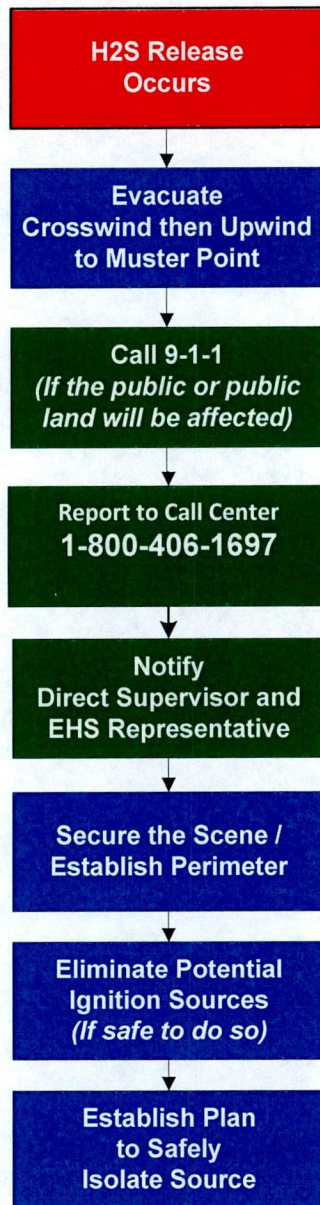 H2S Release
Occurs
Evacuate
Crosswind then Upwind
to Muster Point
Call 9-1-1
(If the public or public
land will be affected)
Report to Call Center
1-800-406-1697
Notify
Direct Supervisor and
EHS Representative
Secure the Scene /
Establish Perimeter
Eliminate Potential
Ignition Sources
(If safe to do so)
Establish Plan
to Safely
Isolate Source